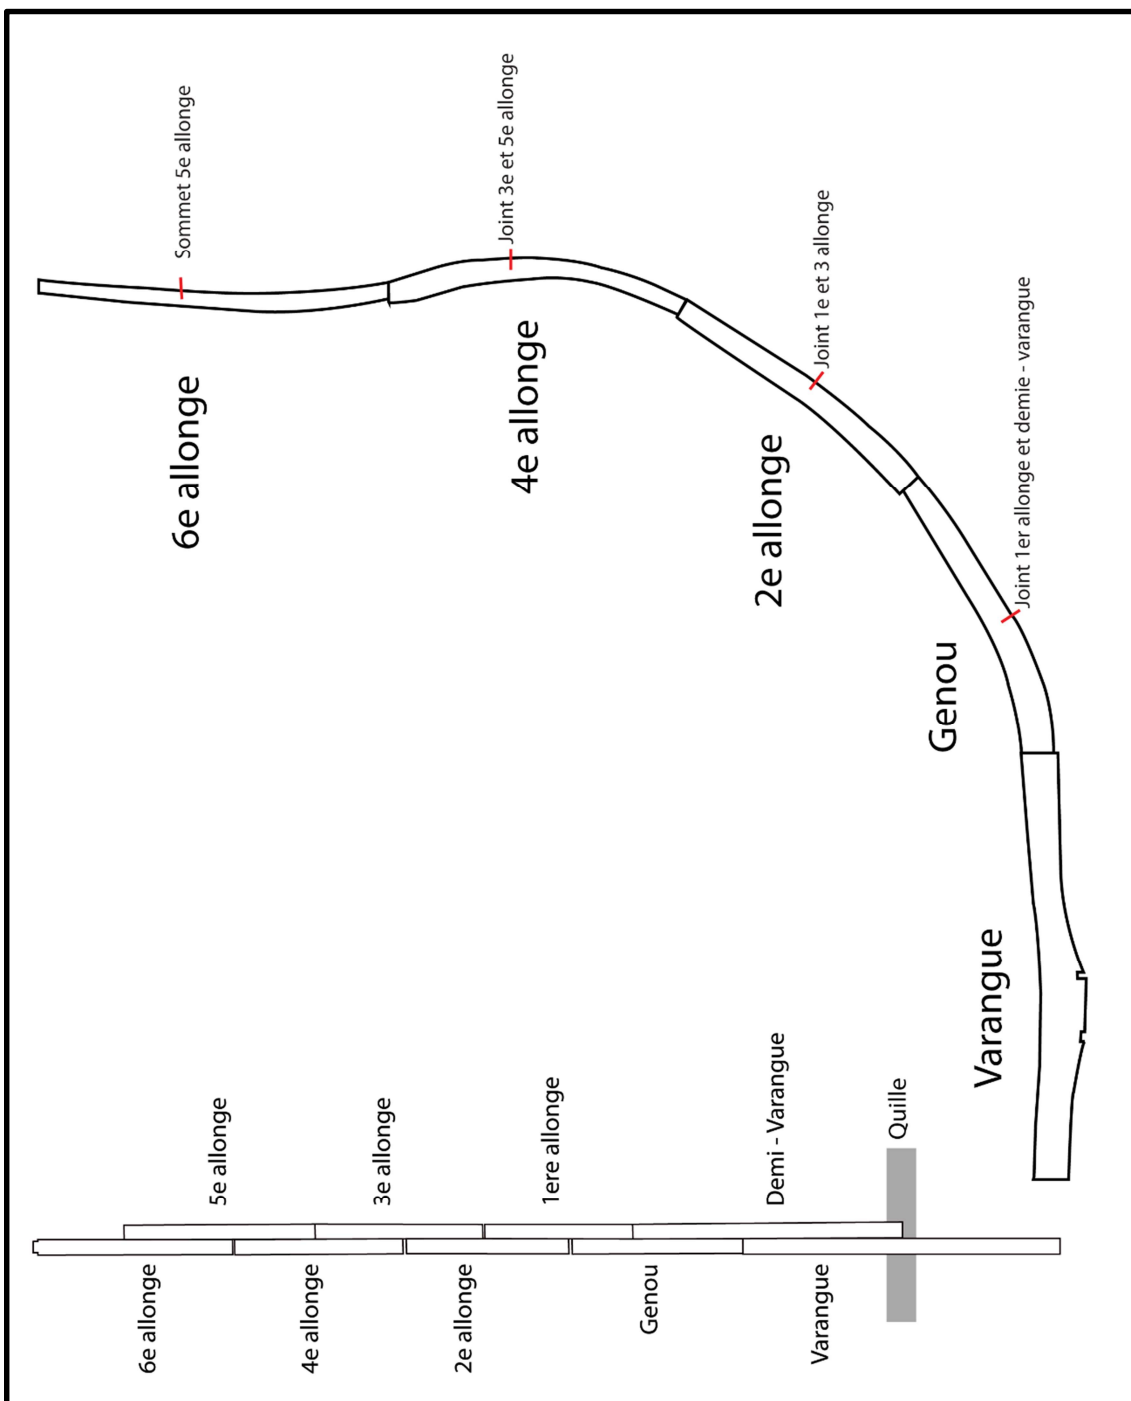 Sommet 5e allonge
Joint 3e et 5e allonge
Joint 1e et 3 allonge
Joint 1er allonge et demie - varangue
6e allonge
4e allonge
2e allonge
Genou
Varangue
5e allonge
3e allonge
1ere allonge
Demi - Varangue
Quille
6e allonge
4e allonge
2e allonge
Genou
Varangue